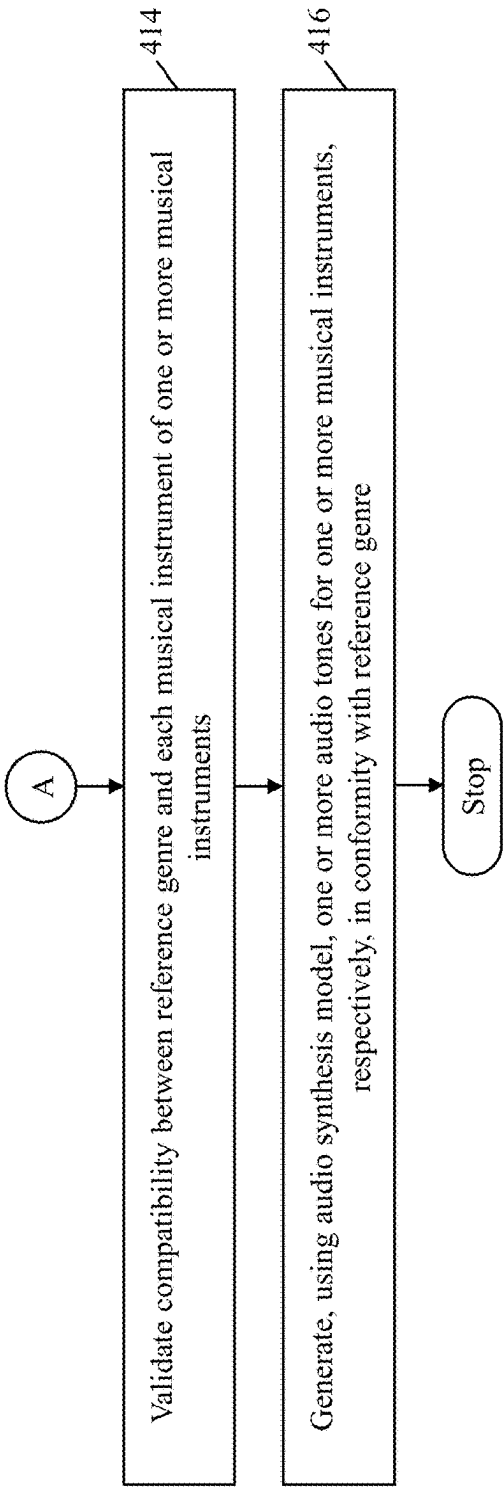 A
414
Validate compatibility between reference genre and each musical instrument of one or more musical
instruments
416
Generate, using audio synthesis model, one or more audio tones for one or more musical instruments,
respectively, in conformity with reference genre
Stop